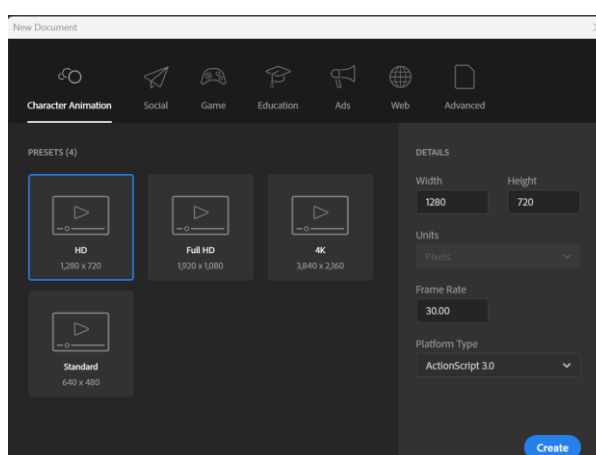 New Document
Character Animation
Social
Game
Education
Ads
Web
Advanced
PRESETS (4)
HD
1,280 x 720
Full HD
1,920 x 1,080
4K
3,840 x 2,160
Standard
640 x 480
DETAILS
Width
Height
1280
720
Units
Pixels
Frame Rate
30.00
Platform Type
ActionScript 3.0
Create